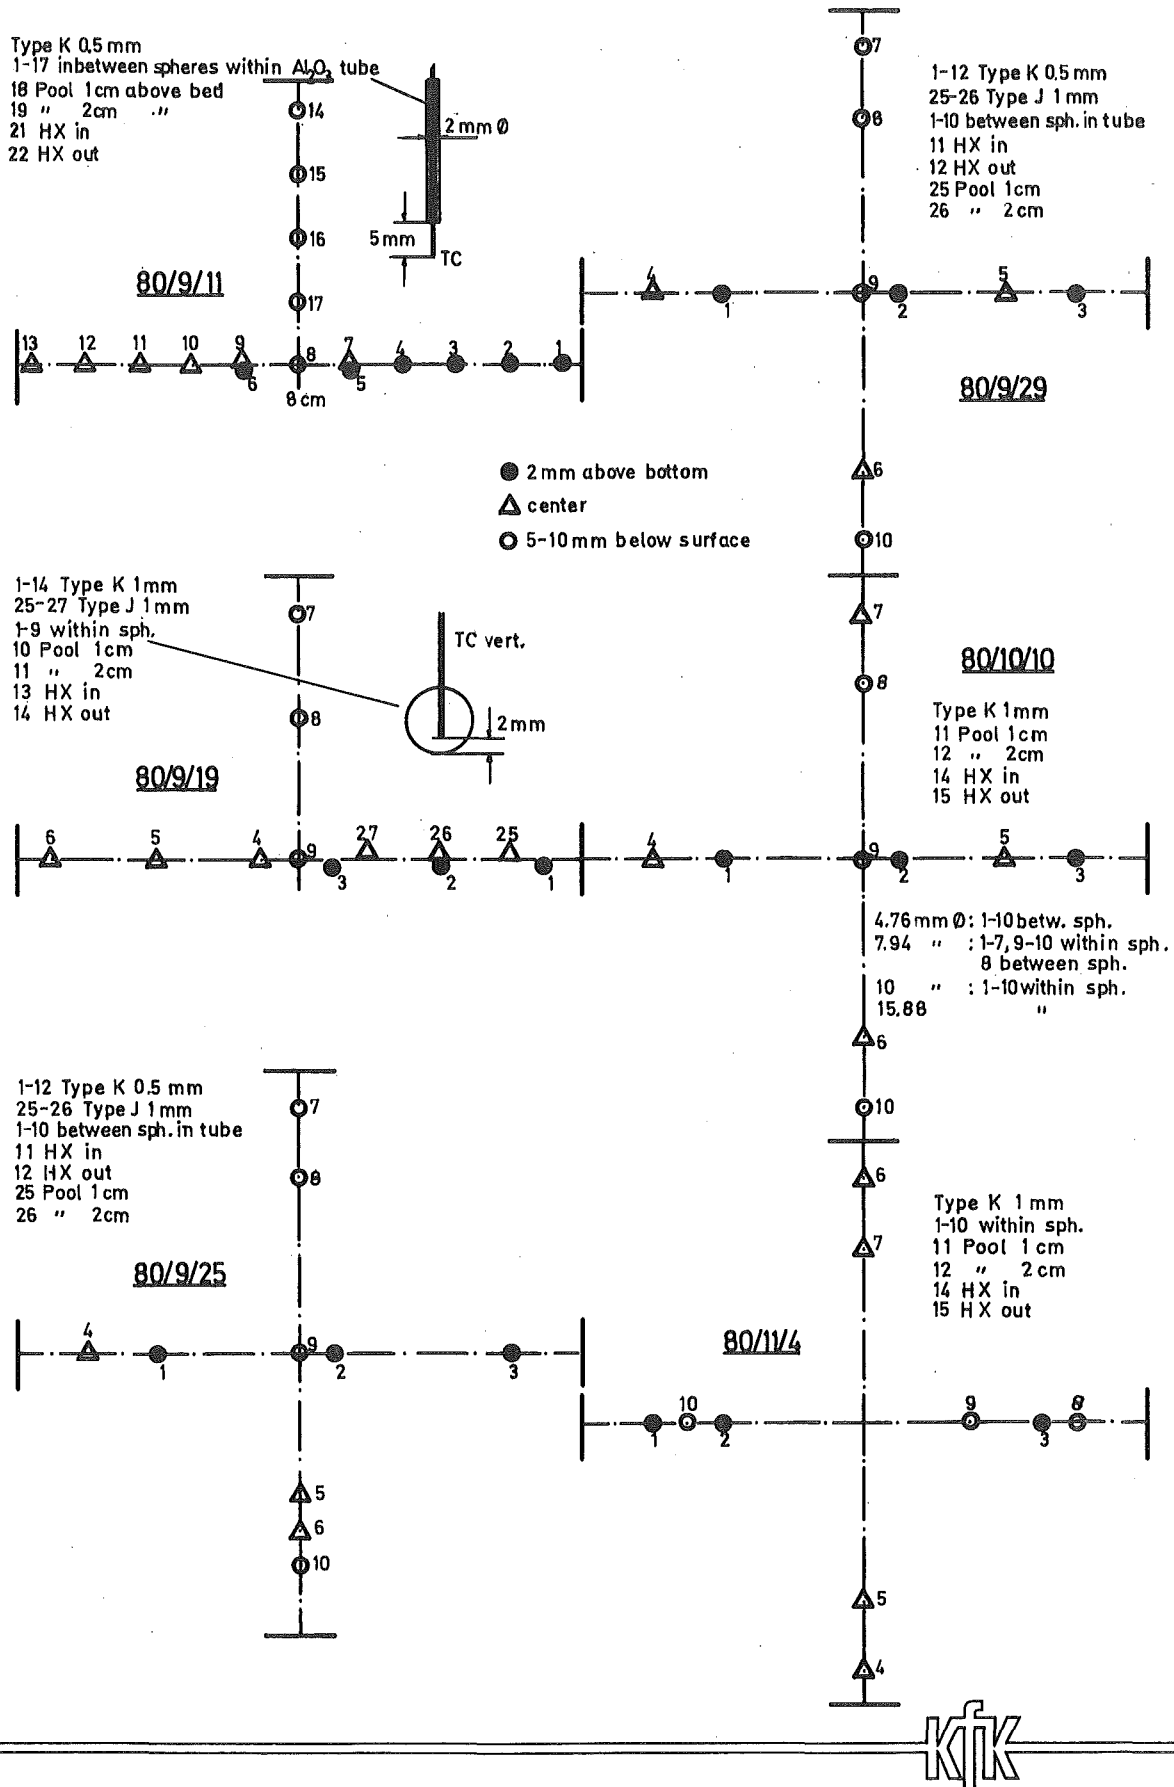 Type K 0,5 mm
1-17 inbetween spheres within Al₂O₃ tube
18 Pool 1cm above bed
19 " 2cm "
21 HX in
22 HX out
14
15
16
17
2 mm Ø
5 mm
TC
80/9/11
13 12 11 10 9 8 7 4 3 2 1
6 5
8 cm
7
8
1-12 Type K 0.5 mm
25-26 Type J 1 mm
1-10 between sph. in tube
11 HX in
12 HX out
25 Pool 1cm
26 " 2cm
4 9 5
1 2 3
80/9/29
6
10
2 mm above bottom
center
5-10 mm below surface
1-14 Type K 1mm
25-27 Type J 1mm
1-9 within sph.
10 Pool 1cm
11 " 2cm
13 HX in
14 HX out
7
8
TC vert.
2 mm
80/9/19
6 5 4 9 27 26 25
3 2 1
7
8
80/10/10
Type K 1mm
11 Pool 1cm
12 " 2cm
14 HX in
15 HX out
4 9 5
1 2 3
4.76 mm Ø: 1-10 betw. sph.
7.94 " : 1-7, 9-10 within sph.
8 between sph.
10 " : 1-10 within sph.
15.88 "
6
10
1-12 Type K 0.5 mm
25-26 Type J 1 mm
1-10 between sph. in tube
11 HX in
12 HX out
25 Pool 1cm
26 " 2cm
7
8
80/9/25
4 9
1 2 3
5
6
10
6
7
Type K 1 mm
1-10 within sph.
11 Pool 1 cm
12 " 2 cm
14 HX in
15 HX out
80/11/4
10 9 8
1 2 3
5
4
KfK